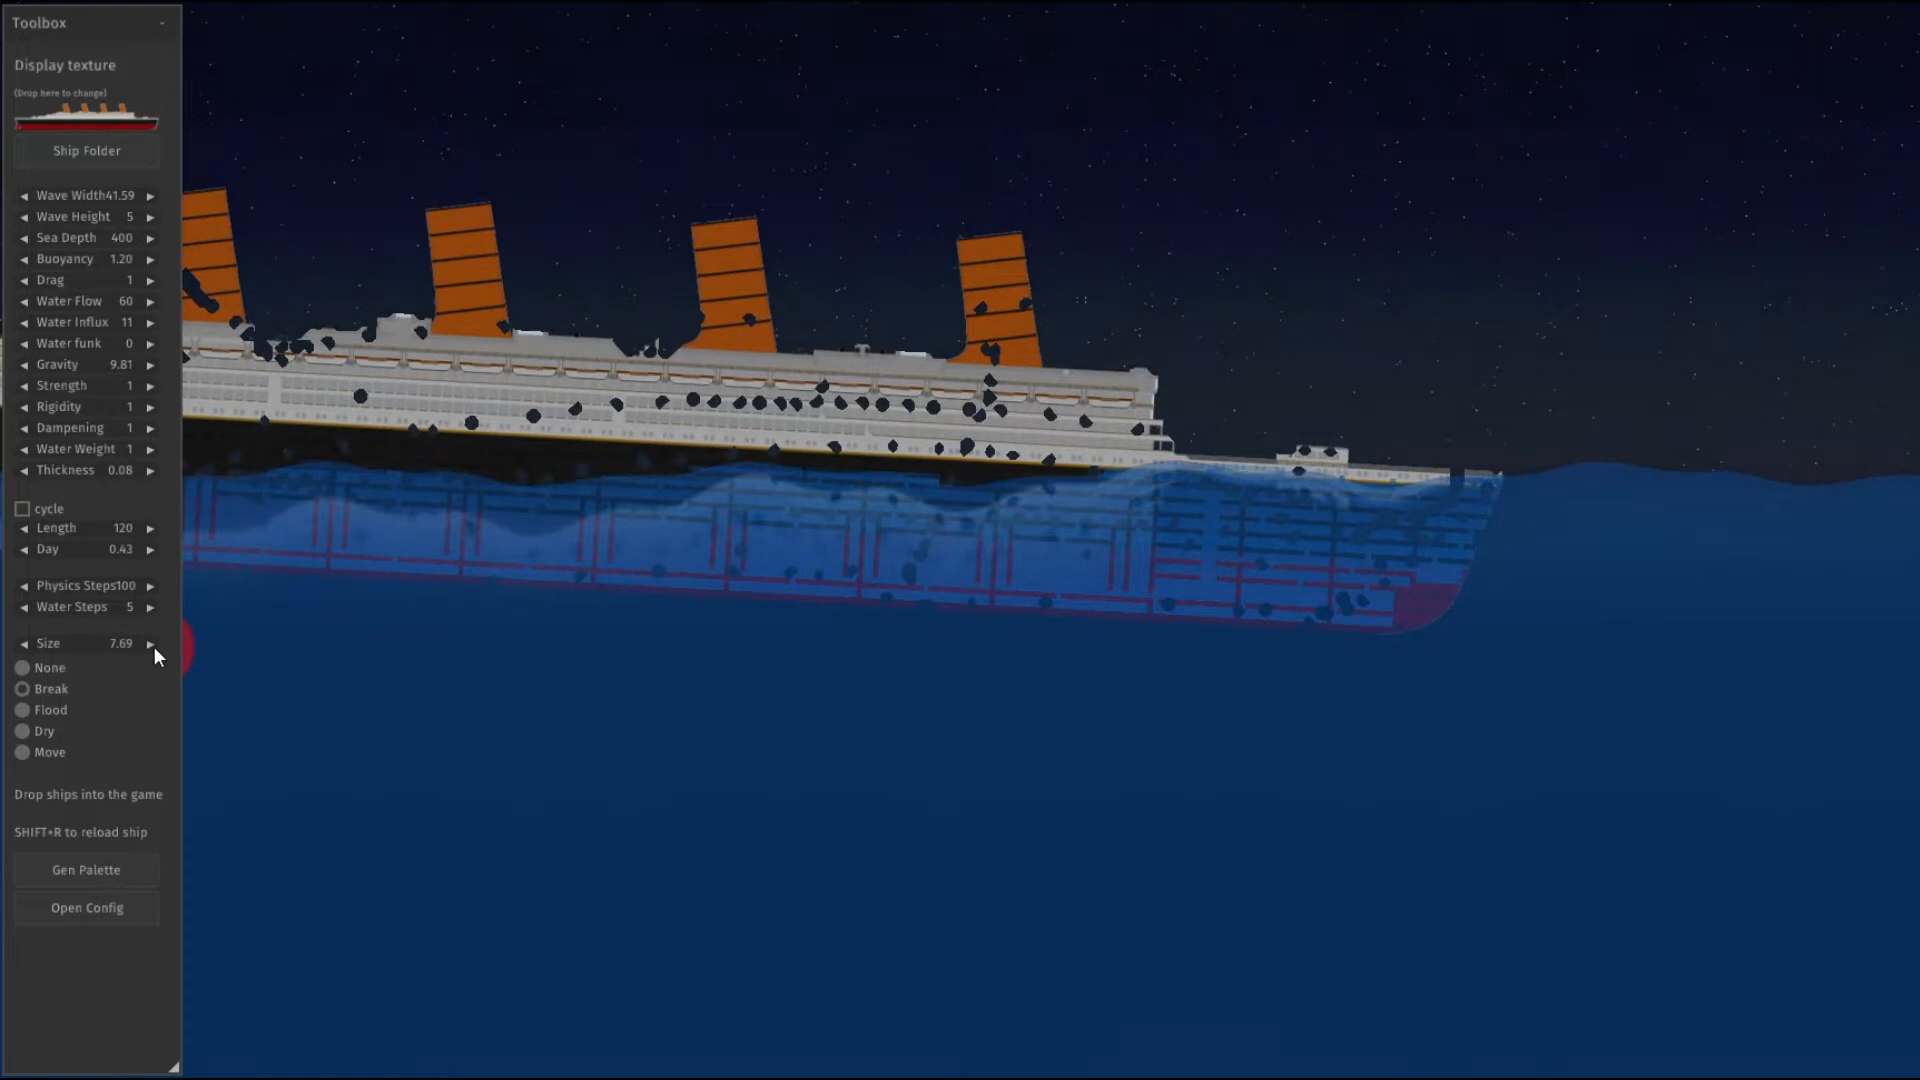 Toolbox -
Display texture
(Drop here to change)
Ship Folder
Wave Width41.59
Wave Height 5
Sea Depth 400
Buoyancy 1.20
Drag 1
Water Flow 60
Water Influx 11
Water funk 0
Gravity 9.81
Strength 1
Rigidity 1
Dampening 1
Water Weight 1
Thickness 0.08
cycle
Length 120
Day 0.43
Physics Steps100
Water Steps 5
Size 7.69
None
Break
Flood
Dry
Move
Drop ships into the game
SHIFT+R to reload ship
Gen Palette
Open Config